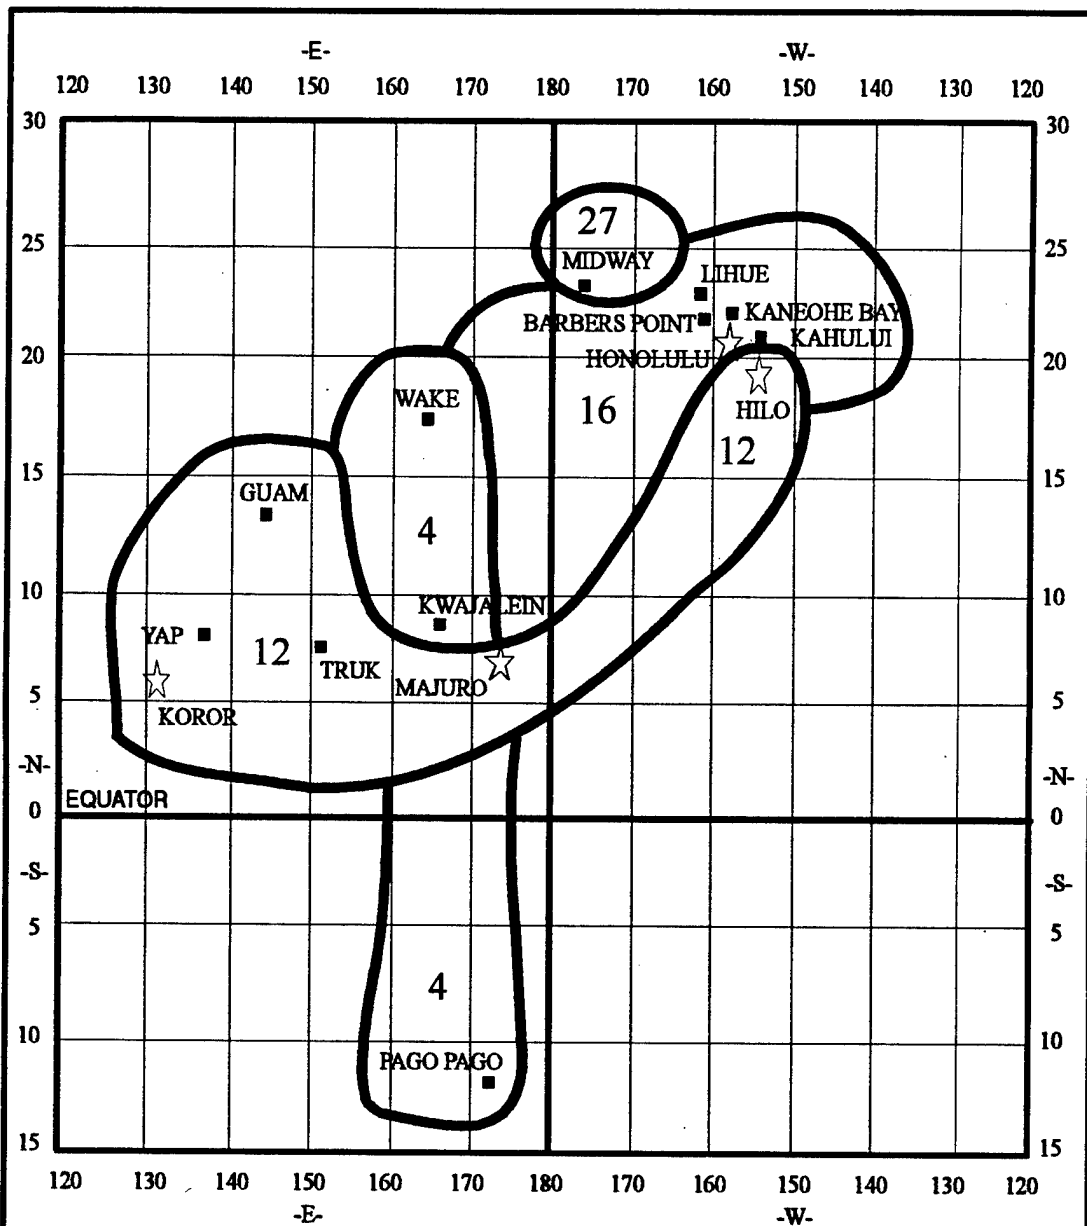 -E- -W-
120 130 140 150 160 170 180 170 160 150 140 130 120
30 30
27
25 25
MIDWAY
LIHUE
BARBERS POINT KANEOHE BAY
HONOLULU KAHULUI
20 20
WAKE
16
HILO
12
15 15
GUAM
4
10 10
KWAJALEIN
YAP
12
TRUK
MAJURO
5 5
KOROR
-N- -N-
EQUATOR
0 0
-S- -S-
5 5
4
10 10
PAGO PAGO
15 15
120 130 140 150 160 170 180 170 160 150 140 130 120
-E- -W-